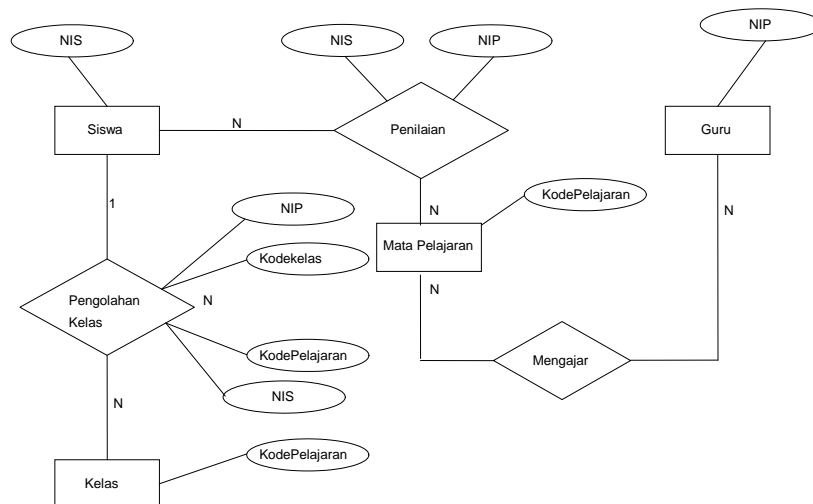 NIP
NIS
NIS
NIP
Siswa
N
Penilaian
Guru
1
NIP
KodePelajaran
N
N
Kodekelas
Mata Pelajaran
N
Pengolahan
Kelas
N
KodePelajaran
Mengajar
NIS
N
KodePelajaran
Kelas